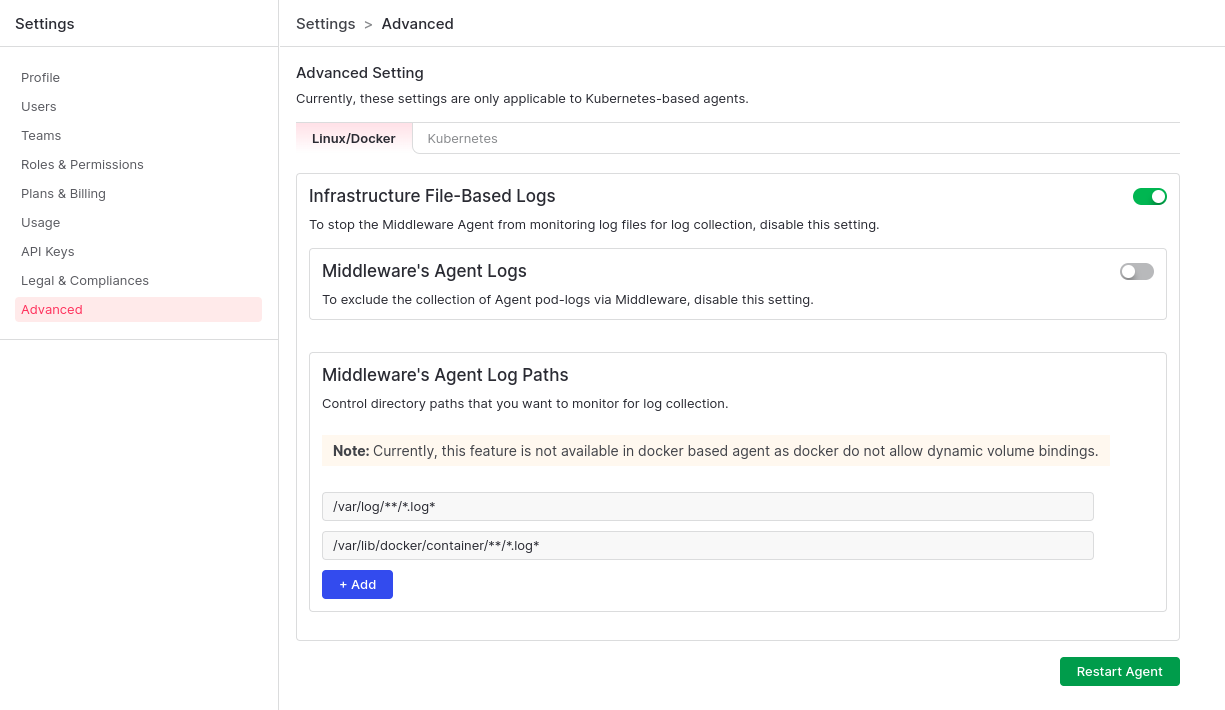 Settings
Settings > Advanced
Profile
Users
Teams
Roles & Permissions
Plans & Billing
Usage
API Keys
Legal & Compliances
Advanced
Advanced Setting
Currently, these settings are only applicable to Kubernetes-based agents.
Linux/Docker Kubernetes
Infrastructure File-Based Logs
To stop the Middleware Agent from monitoring log files for log collection, disable this setting.
Middleware's Agent Logs
To exclude the collection of Agent pod-logs via Middleware, disable this setting.
Middleware's Agent Log Paths
Control directory paths that you want to monitor for log collection.
Note: Currently, this feature is not available in docker based agent as docker do not allow dynamic volume bindings.
/var/log/**/*.log*
/var/lib/docker/container/**/*.log*
+ Add
Restart Agent